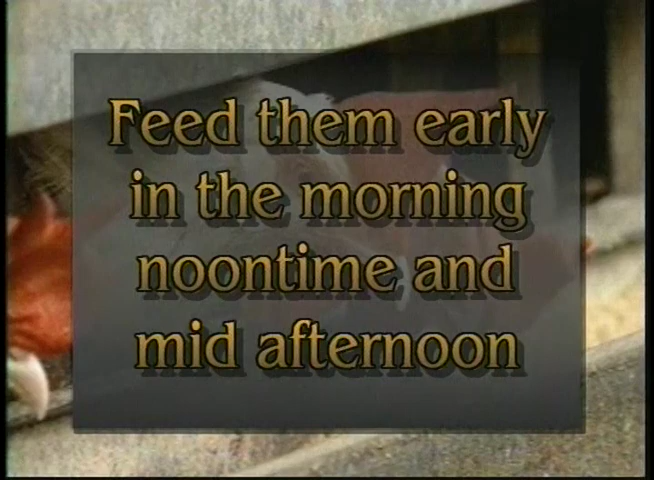 Feed them early
in the morning
noontime and
mid afternoon